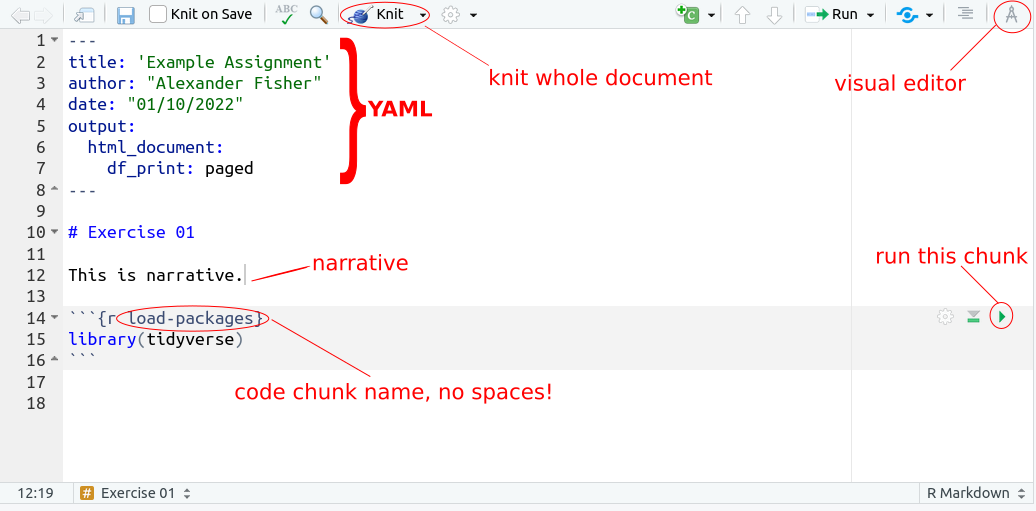 Knit on Save ABC Knit C Run
1 ---
2 title: 'Example Assignment'
3 author: "Alexander Fisher"
4 date: "01/10/2022"
5 output:
6 html_document:
7 df_print: paged
8 ---
9
10 # Exercise 01
11
12 This is narrative.
13
14 ```{r load-packages}
15 library(tidyverse)
16 ```
17
18
knit whole document
visual editor
YAML
narrative
run this chunk
code chunk name, no spaces!
12:19 # Exercise 01 R Markdown